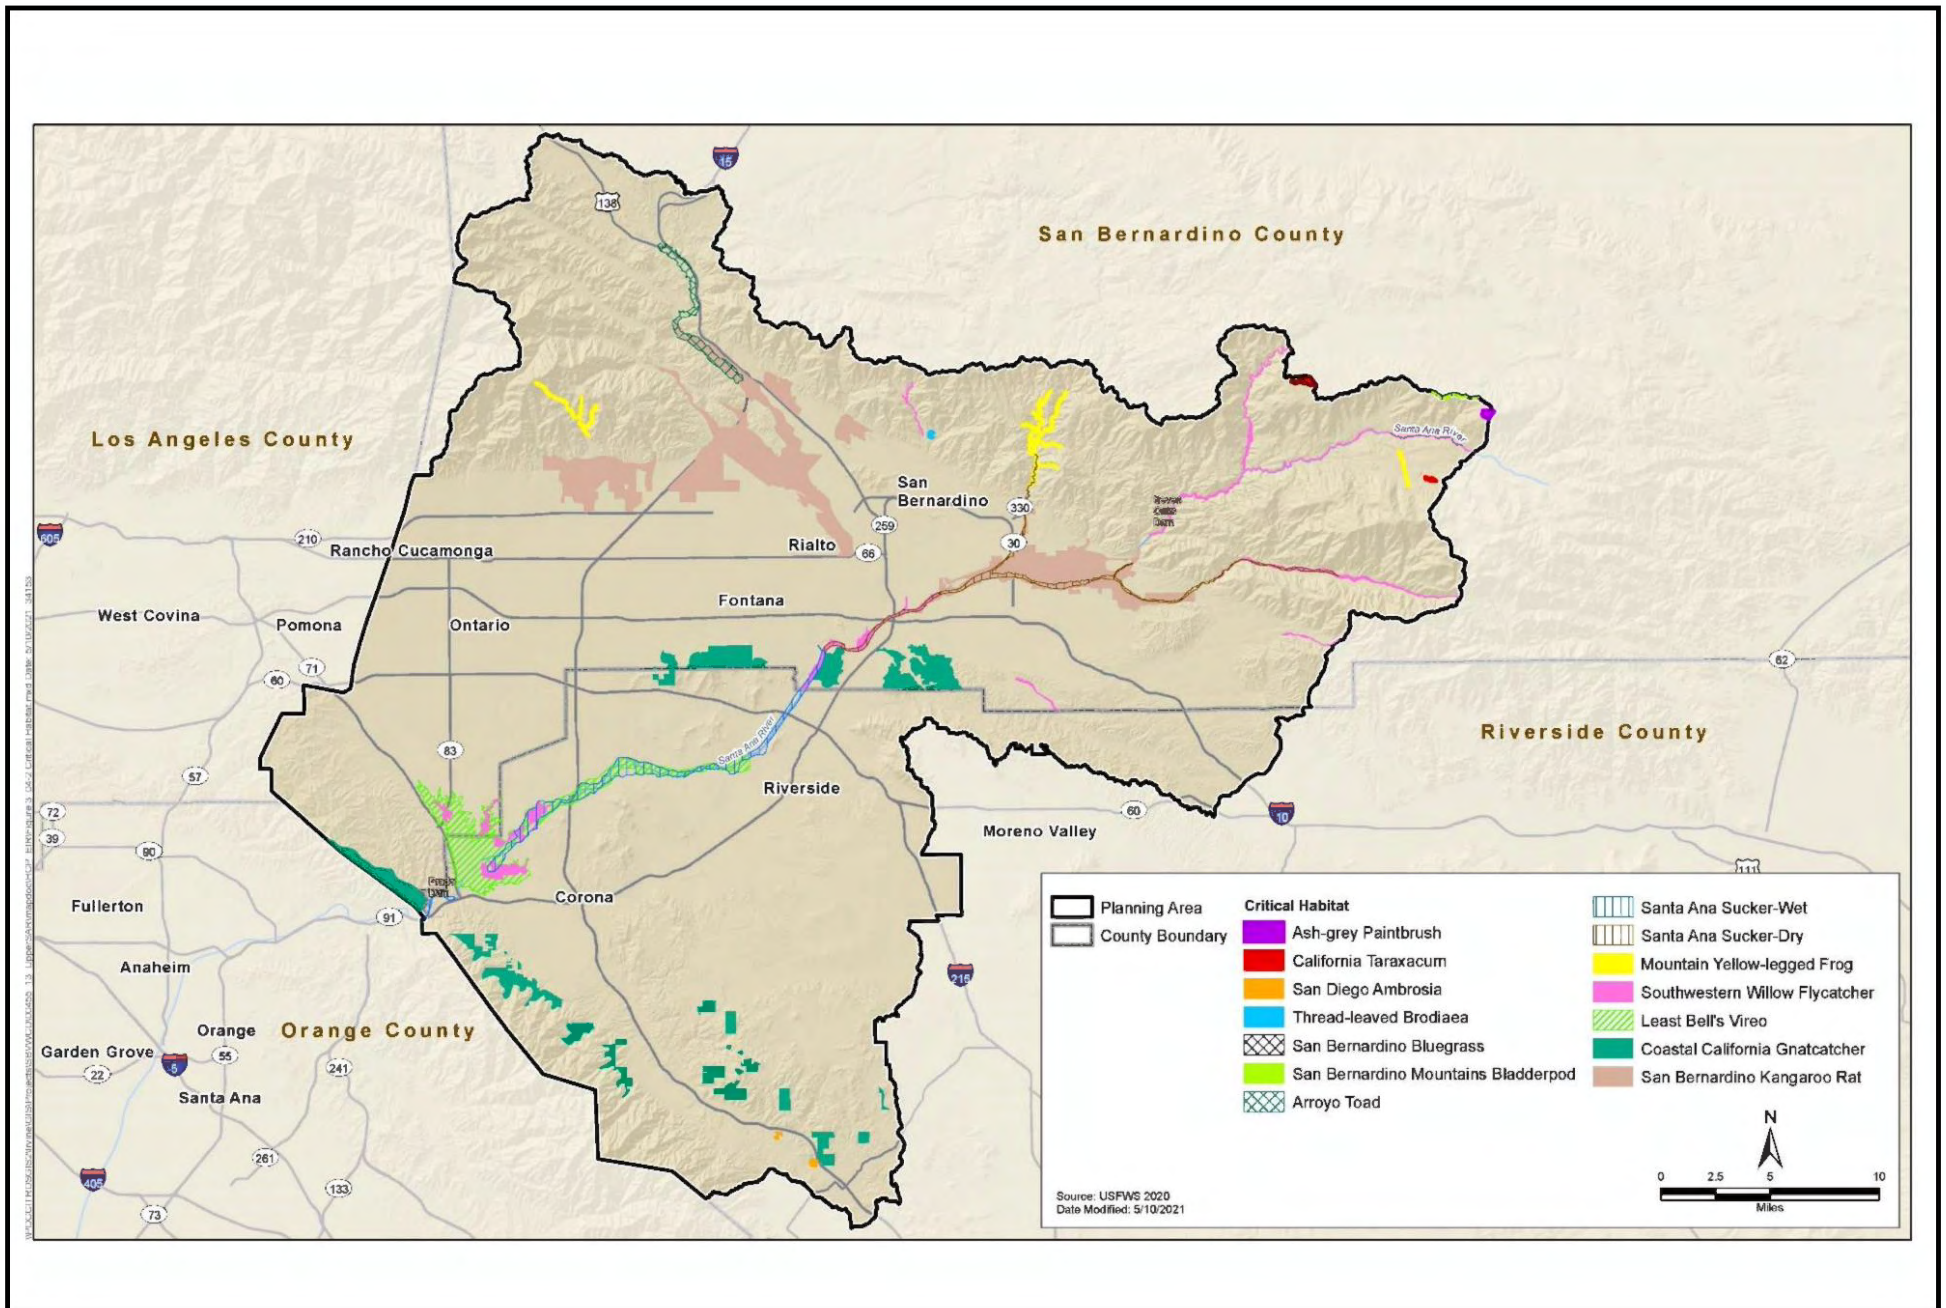 15
138
San Bernardino County
Los Angeles County
Santa Ana River
San
Bernardino
330
259
605
210
Rancho Cucamonga
Rialto
66
30
West Covina
Pomona
Ontario
Fontana
71
60
62
83
Santa Ana River
Riverside County
57
Riverside
72
39
90
Moreno Valley
60
10
111
Fullerton
91
Corona
Anaheim
215
Orange
Orange County
Garden Grove
22
5
55
241
Santa Ana
261
405
133
73
Planning Area
County Boundary
Critical Habitat
Ash-grey Paintbrush
California Taraxacum
San Diego Ambrosia
Thread-leaved Brodiaea
San Bernardino Bluegrass
San Bernardino Mountains Bladderpod
Arroyo Toad
Santa Ana Sucker-Wet
Santa Ana Sucker-Dry
Mountain Yellow-legged Frog
Southwestern Willow Flycatcher
Least Bell's Vireo
Coastal California Gnatcatcher
San Bernardino Kangaroo Rat
N
0 2.5 5 10
Miles
Source: USFWS 2020
Date Modified: 5/10/2021